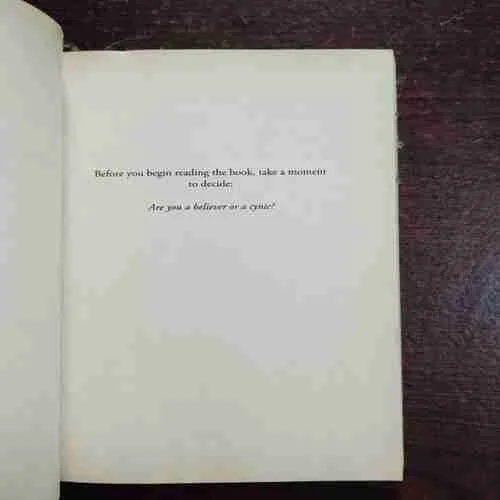 Before you begin reading the book, take a moment
to decide:
Are you a believer or a cynic?